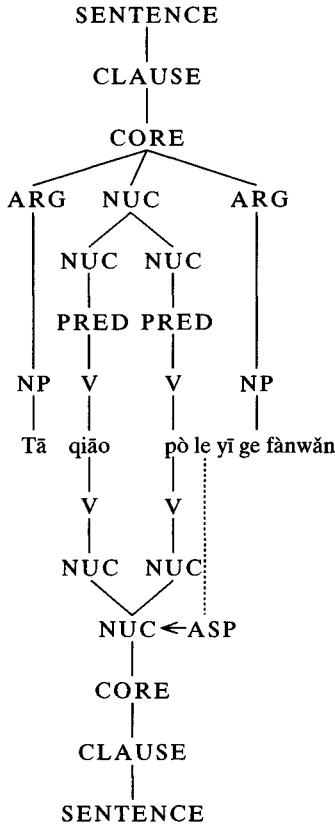 SENTENCE
CLAUSE
CORE
ARG NUC ARG
NUC NUC
PRED PRED
NP V V NP
Tā qiāo pò le yī ge fànwǎn
V V
NUC NUC
NUC ASP
CORE
CLAUSE
SENTENCE